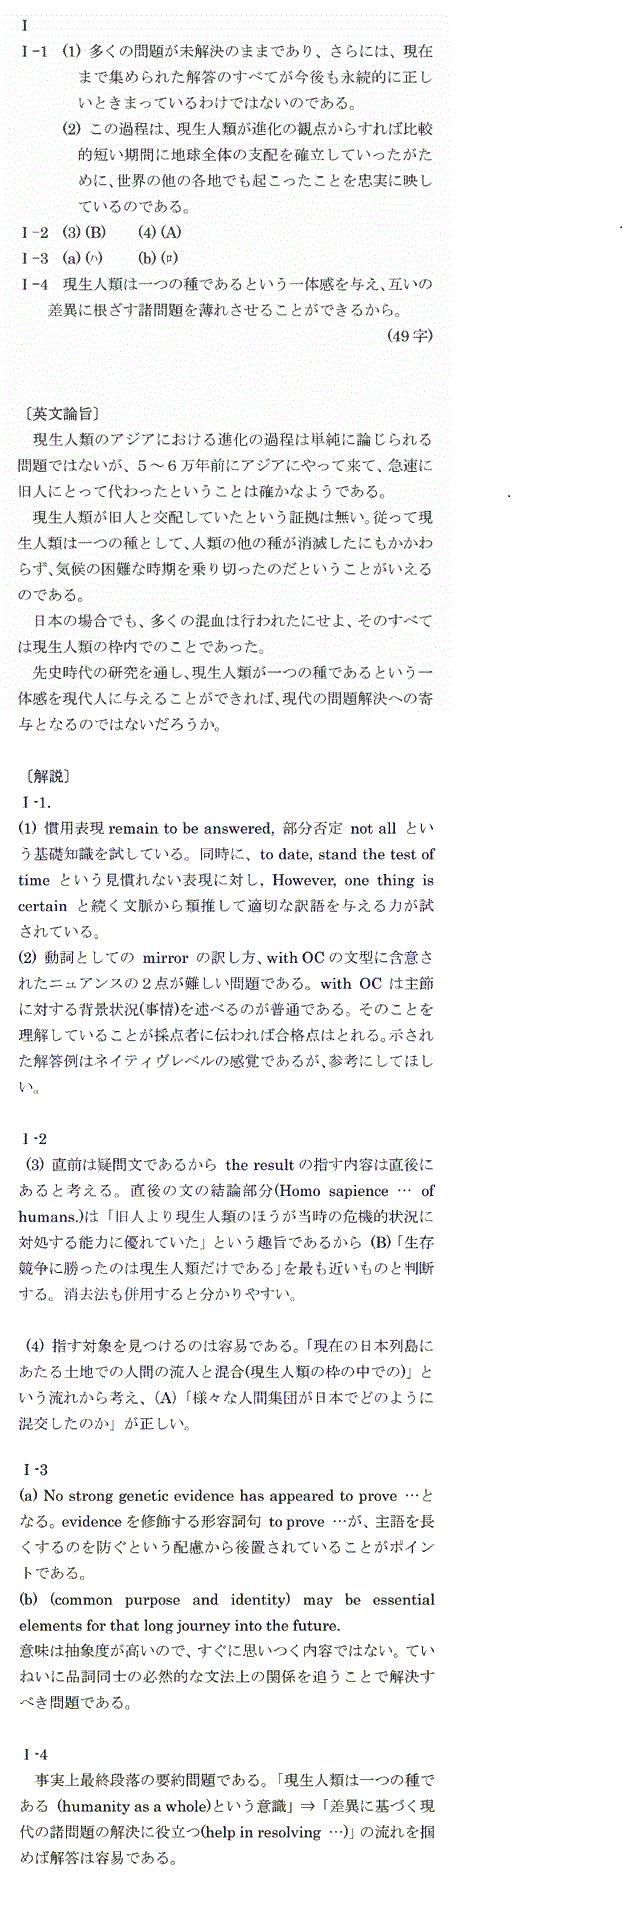 Ⅰ
Ⅰ-1 (1) 多くの問題が未解決のままであり、さらには、現在
まで集められた解答のすべてが今後も永続的に正し
いときまっているわけではないのである。
(2) この過程は、現生人類が進化の観点からすれば比較
的短い期間に地球全体の支配を確立していったがた
めに、世界の他の各地でも起こったことを忠実に映し
ているのである。
Ⅰ-2 (3) (B) (4) (A)
Ⅰ-3 (a) (ハ) (b) (ロ)
Ⅰ-4 現生人類は一つの種であるという一体感を与え、互いの
差異に根ざす諸問題を薄れさせることができるから。
(49 字)
〔英文論旨〕
現生人類のアジアにおける進化の過程は単純に論じられる
問題ではないが、５～６万年前にアジアにやって来て、急速に
旧人にとって代わったということは確かなようである。
現生人類が旧人と交配していたという証拠は無い。従って現
生人類は一つの種として、人類の他の種が消滅したにもかかわ
らず、気候の困難な時期を乗り切ったのだということがいえる
のである。
日本の場合でも、多くの混血は行われたにせよ、そのすべて
は現生人類の枠内でのことであった。
先史時代の研究を通し、現生人類が一つの種であるという一
体感を現代人に与えることができれば、現代の問題解決への寄
与となるのではないだろうか。
〔解説〕
Ⅰ-1.
(1) 慣用表現 remain to be answered, 部分否定 not all とい
う基礎知識を試している。同時に、to date, stand the test of
time という見慣れない表現に対し, However, one thing is
certain と続く文脈から類推して適切な訳語を与える力が試
されている。
(2) 動詞としての mirror の訳し方、with OC の文型に含意さ
れたニュアンスの２点が難しい問題である。with OC は主節
に対する背景状況(事情)を述べるのが普通である。そのことを
理解していることが採点者に伝われば合格点はとれる。示され
た解答例はネイティヴレベルの感覚であるが、参考にしてほし
い。
Ⅰ-2
(3) 直前は疑問文であるから the result の指す内容は直後に
あると考える。直後の文の結論部分(Homo sapience … of
humans.)は「旧人より現生人類のほうが当時の危機的状況に
対処する能力に優れていた」という趣旨であるから (B)「生存
競争に勝ったのは現生人類だけである」を最も近いものと判断
する。消去法も併用すると分かりやすい。
(4) 指す対象を見つけるのは容易である。「現在の日本列島に
あたる土地での人間の流入と混合(現生人類の枠の中での)」と
いう流れから考え、(A)「様々な人間集団が日本でどのように
混交したのか」が正しい。
Ⅰ-3
(a) No strong genetic evidence has appeared to prove …と
なる。evidence を修飾する形容詞句 to prove …が、主語を長
くするのを防ぐという配慮から後置されていることがポイン
トである。
(b) (common purpose and identity) may be essential
elements for that long journey into the future.
意味は抽象度が高いので、すぐに思いつく内容ではない。てい
ねいに品詞同士の必然的な文法上の関係を追うことで解決す
べき問題である。
Ⅰ-4
事実上最終段落の要約問題である。「現生人類は一つの種で
ある (humanity as a whole)という意識」⇒「差異に基づく現
代の諸問題の解決に役立つ(help in resolving …)」の流れを掴
めば解答は容易である。